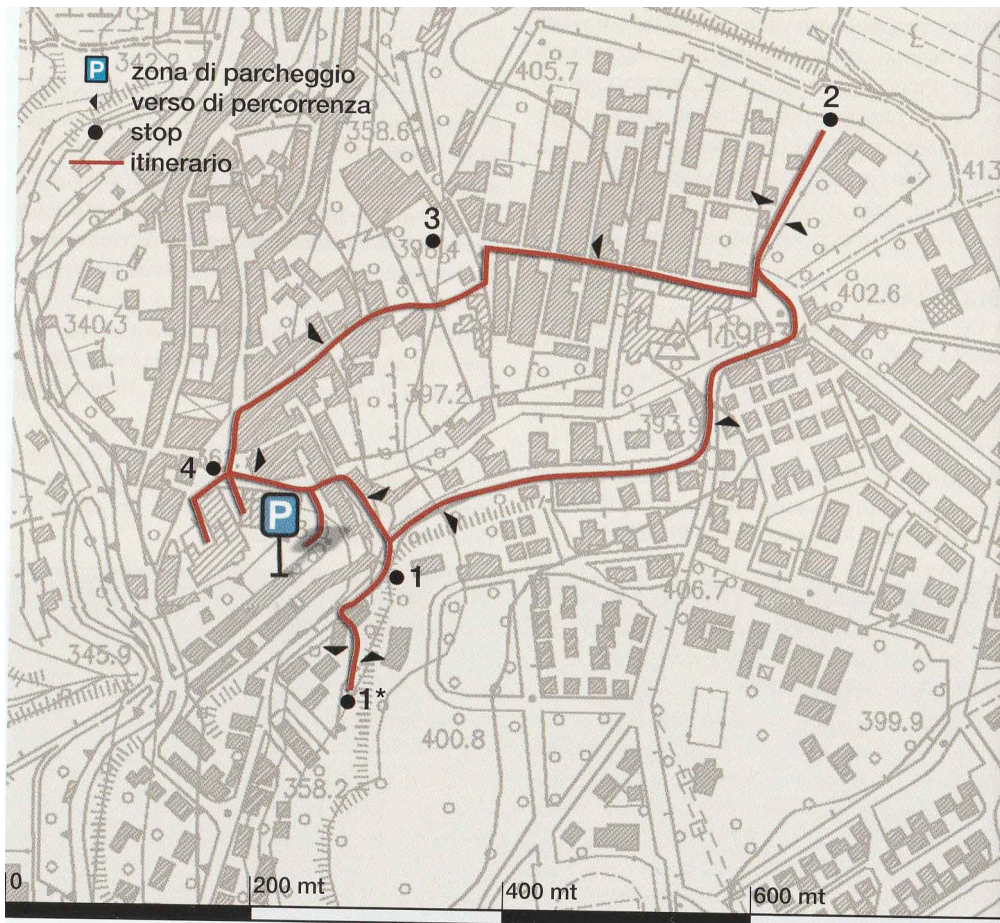 P zona di parcheggio
verso di percorrenza
stop
itinerario
405.7
2
358.6
413
3
402.6
340.3
397.2
393.9
4
P
1
406.7
345.9
1*
400.8
399.9
358.2
0
200 mt
400 mt
600 mt